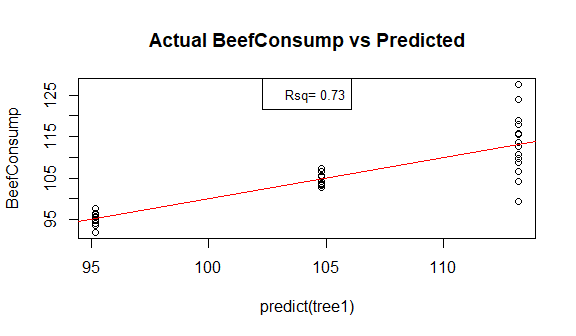 Actual BeefConsump vs Predicted
Rsq= 0.73
BeefConsump
125
115
105
95
95 100 105 110
predict(tree1)